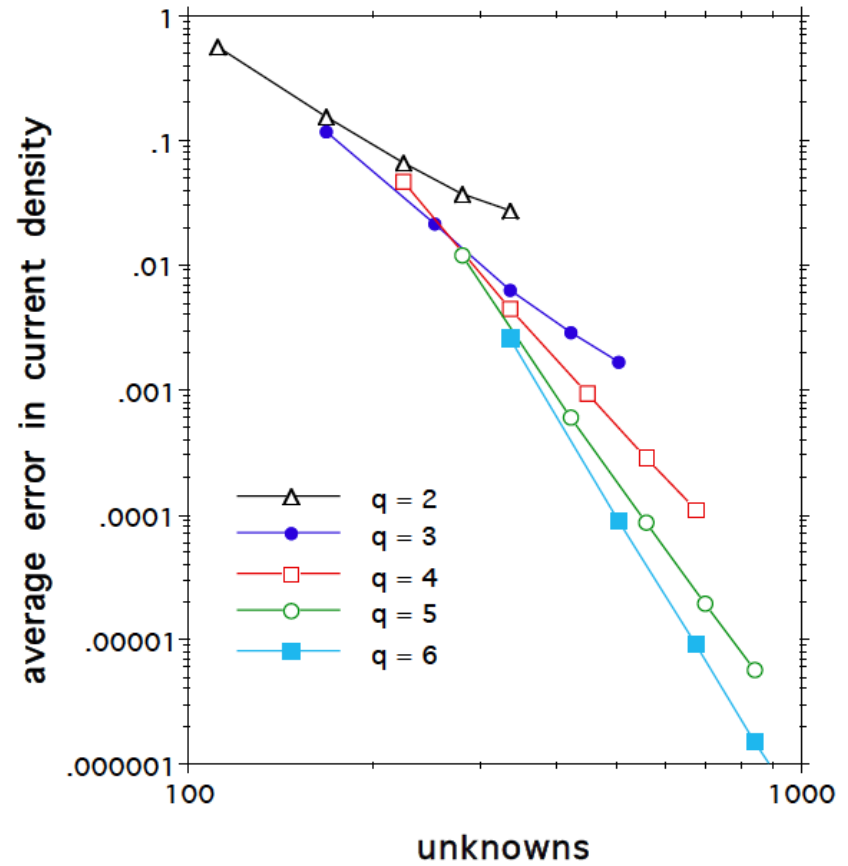 average error in current density
1
.1
.01
.001
.0001
.00001
.000001
q = 2
q = 3
q = 4
q = 5
q = 6
100
1000
unknowns